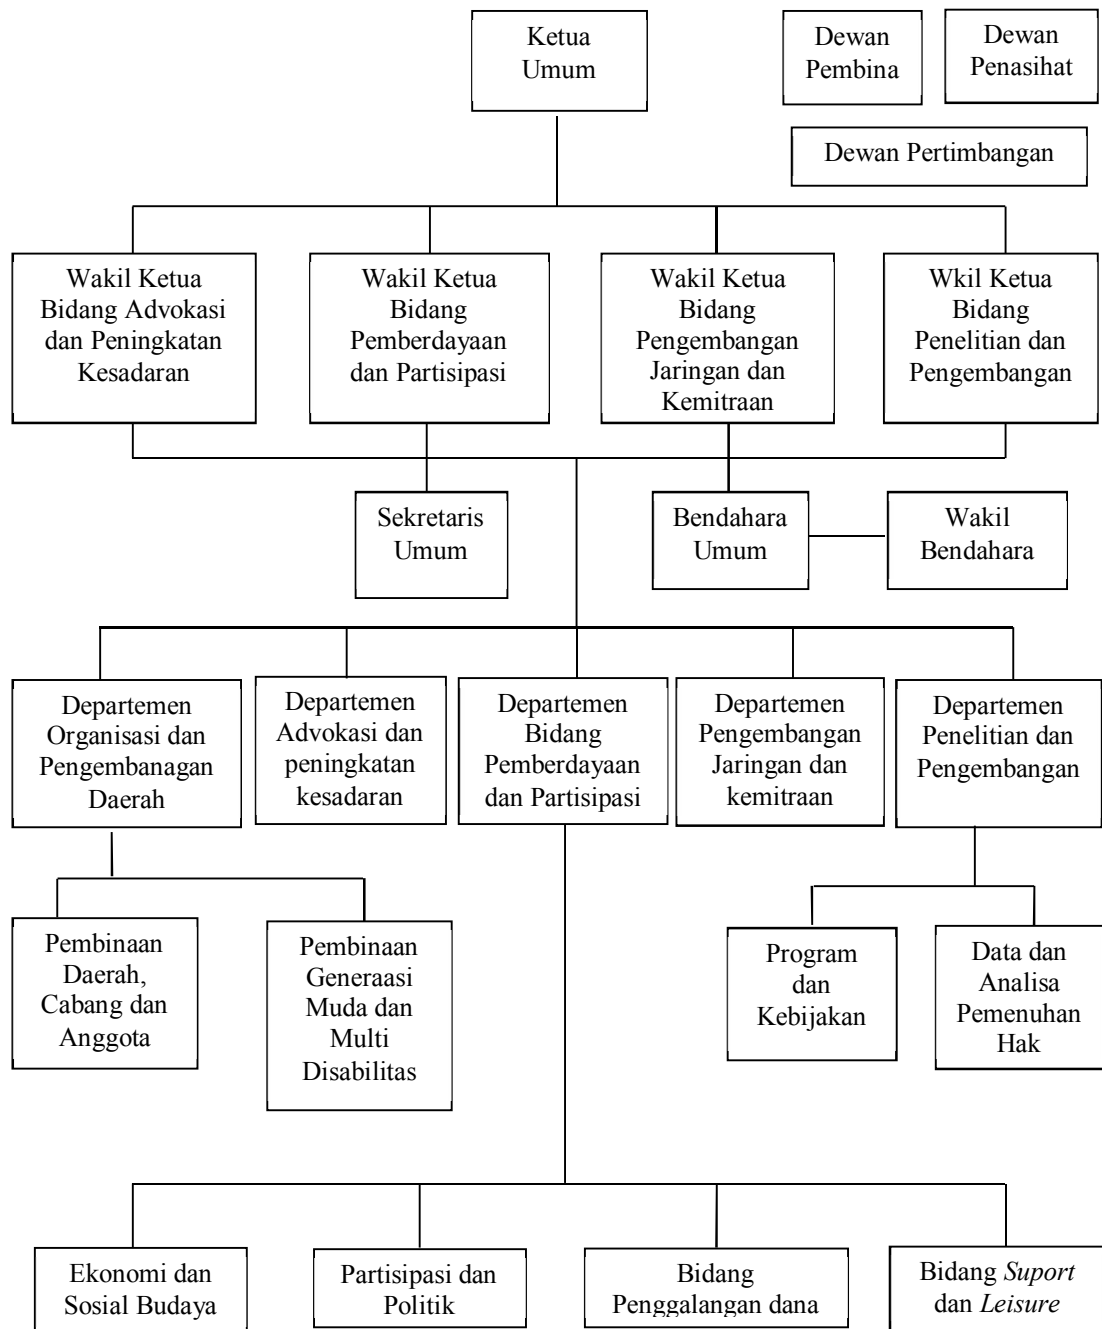 Ketua
Umum
Dewan
Pembina
Dewan
Penasihat
Dewan Pertimbangan
Wakil Ketua
Bidang Advokasi
dan Peningkatan
Kesadaran
Wakil Ketua
Bidang
Pemberdayaan
dan Partisipasi
Wakil Ketua
Bidang
Pengembangan
Jaringan dan
Kemitraan
Wkil Ketua
Bidang
Penelitian dan
Pengembangan
Sekretaris
Umum
Bendahara
Umum
Wakil
Bendahara
Departemen
Organisasi dan
Pengembanagan
Daerah
Departemen
Advokasi dan
peningkatan
kesadaran
Departemen
Bidang
Pemberdayaan
dan Partisipasi
Departemen
Pengembangan
Jaringan dan
kemitraan
Departemen
Penelitian dan
Pengembangan
Pembinaan
Daerah,
Cabang dan
Anggota
Pembinaan
Generaasi
Muda dan
Multi
Disabilitas
Program
dan
Kebijakan
Data dan
Analisa
Pemenuhan
Hak
Ekonomi dan
Sosial Budaya
Partisipasi dan
Politik
Bidang
Penggalangan dana
Bidang Suport
dan Leisure